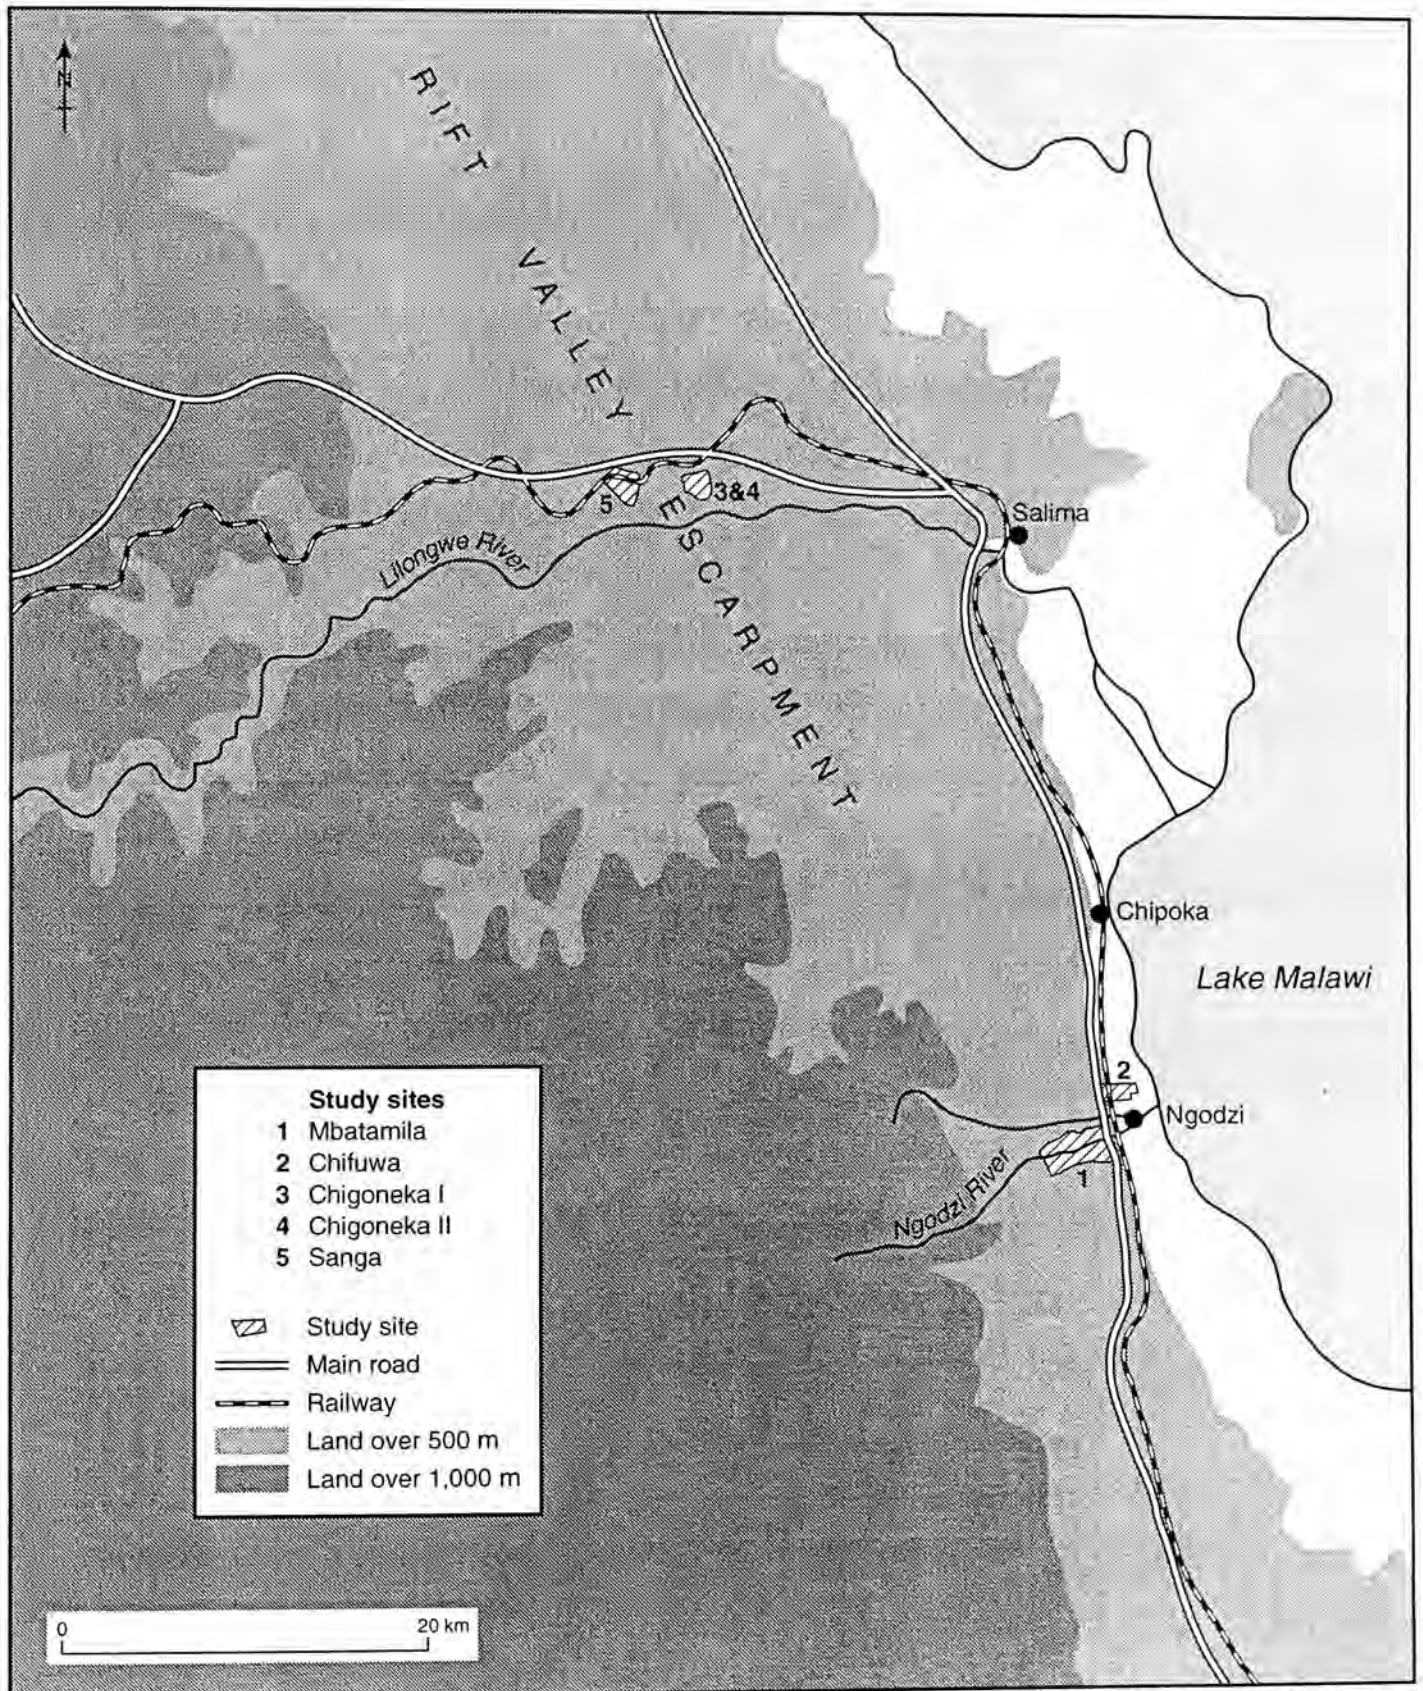 N
RIFT
VALLEY
ESCARPMENT
5
3&4
Salima
Lilongwe River
Chipoka
Lake Malawi
2
Ngodzi
1
Ngodzi River
Study sites
1 Mbatamila
2 Chifuwa
3 Chigoneka I
4 Chigoneka II
5 Sanga
Study site
Main road
Railway
Land over 500 m
Land over 1,000 m
0 20 km